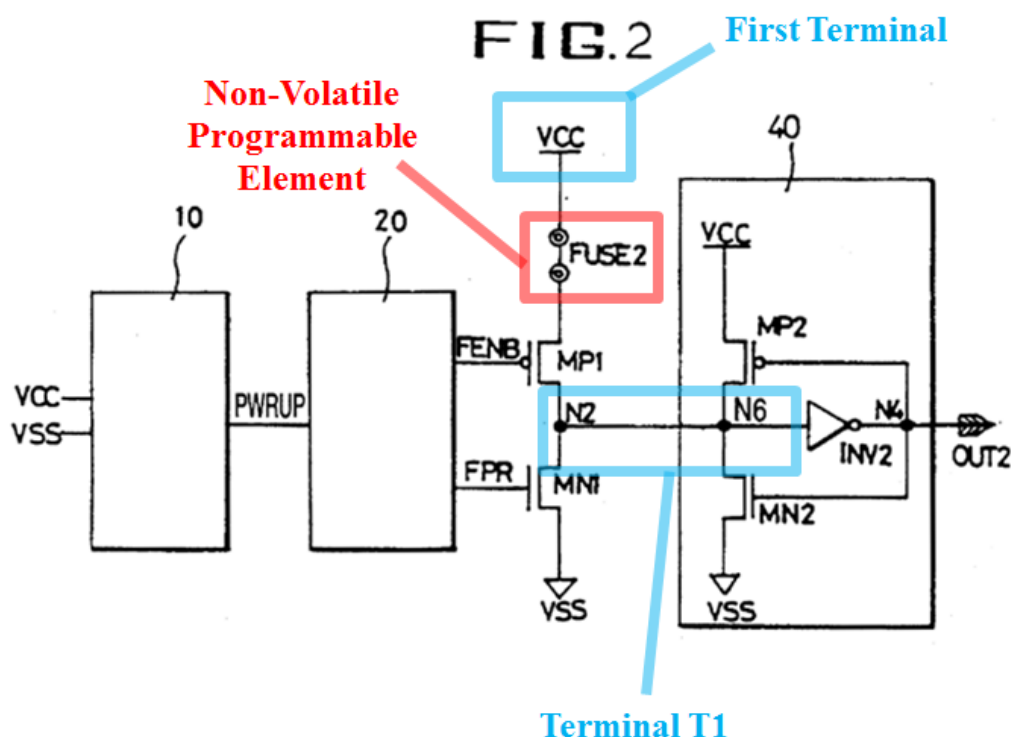 FIG.2
First Terminal
Non-Volatile
Programmable
Element
VCC
40
10
20
FUSE2
VCC
MP2
FENB
MP1
VCC
VSS
PWRUP
N2
N6
N4
INV2
OUT2
FPR
MN1
MN2
VSS
VSS
Terminal T1